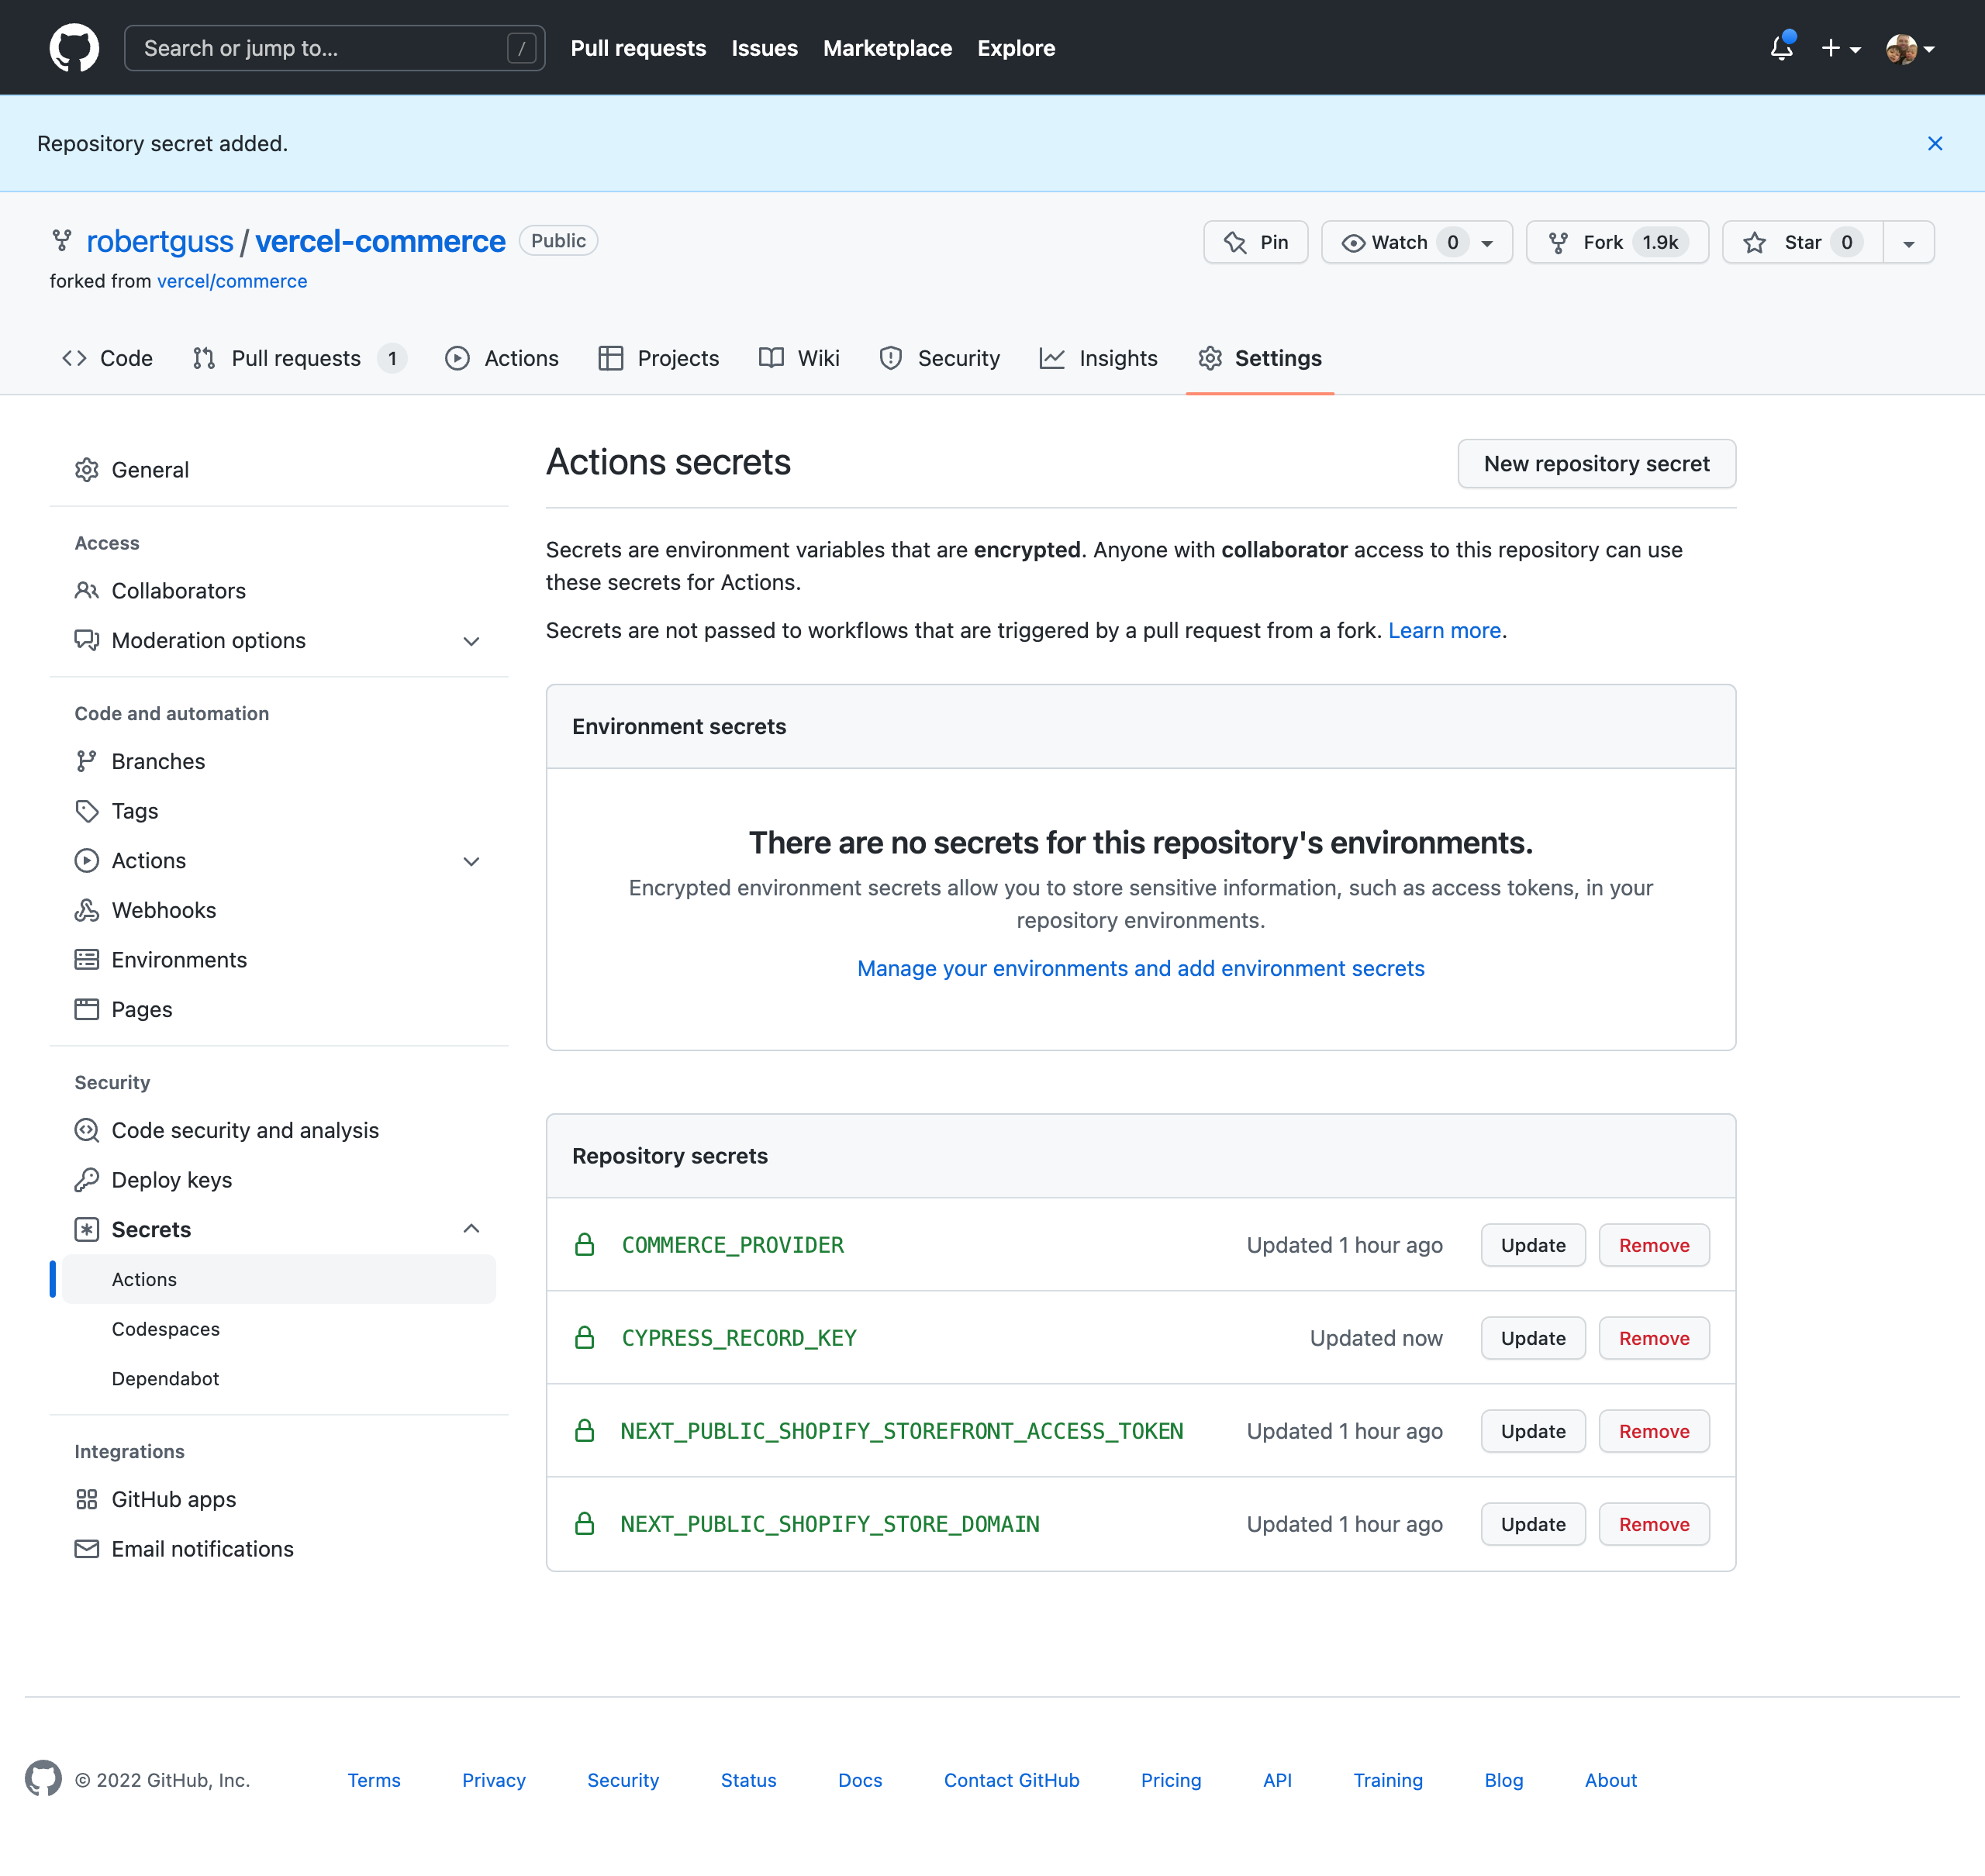 Search or jump to...
/
Pull requests
Issues
Marketplace
Explore
Repository secret added.
robertguss / vercel-commerce
Public
Pin
Watch 0
Fork 1.9k
Star 0
forked from vercel/commerce
Code
Pull requests 1
Actions
Projects
Wiki
Security
Insights
Settings
General
Access
Collaborators
Moderation options
Code and automation
Branches
Tags
Actions
Webhooks
Environments
Pages
Security
Code security and analysis
Deploy keys
Secrets
Actions
Codespaces
Dependabot
Integrations
GitHub apps
Email notifications
Actions secrets
New repository secret
Secrets are environment variables that are encrypted. Anyone with collaborator access to this repository can use
these secrets for Actions.
Secrets are not passed to workflows that are triggered by a pull request from a fork. Learn more.
Environment secrets
There are no secrets for this repository's environments.
Encrypted environment secrets allow you to store sensitive information, such as access tokens, in your
repository environments.
Manage your environments and add environment secrets
Repository secrets
COMMERCE_PROVIDER Updated 1 hour ago Update Remove
CYPRESS_RECORD_KEY Updated now Update Remove
NEXT_PUBLIC_SHOPIFY_STOREFRONT_ACCESS_TOKEN Updated 1 hour ago Update Remove
NEXT_PUBLIC_SHOPIFY_STORE_DOMAIN Updated 1 hour ago Update Remove
© 2022 GitHub, Inc.
Terms
Privacy
Security
Status
Docs
Contact GitHub
Pricing
API
Training
Blog
About